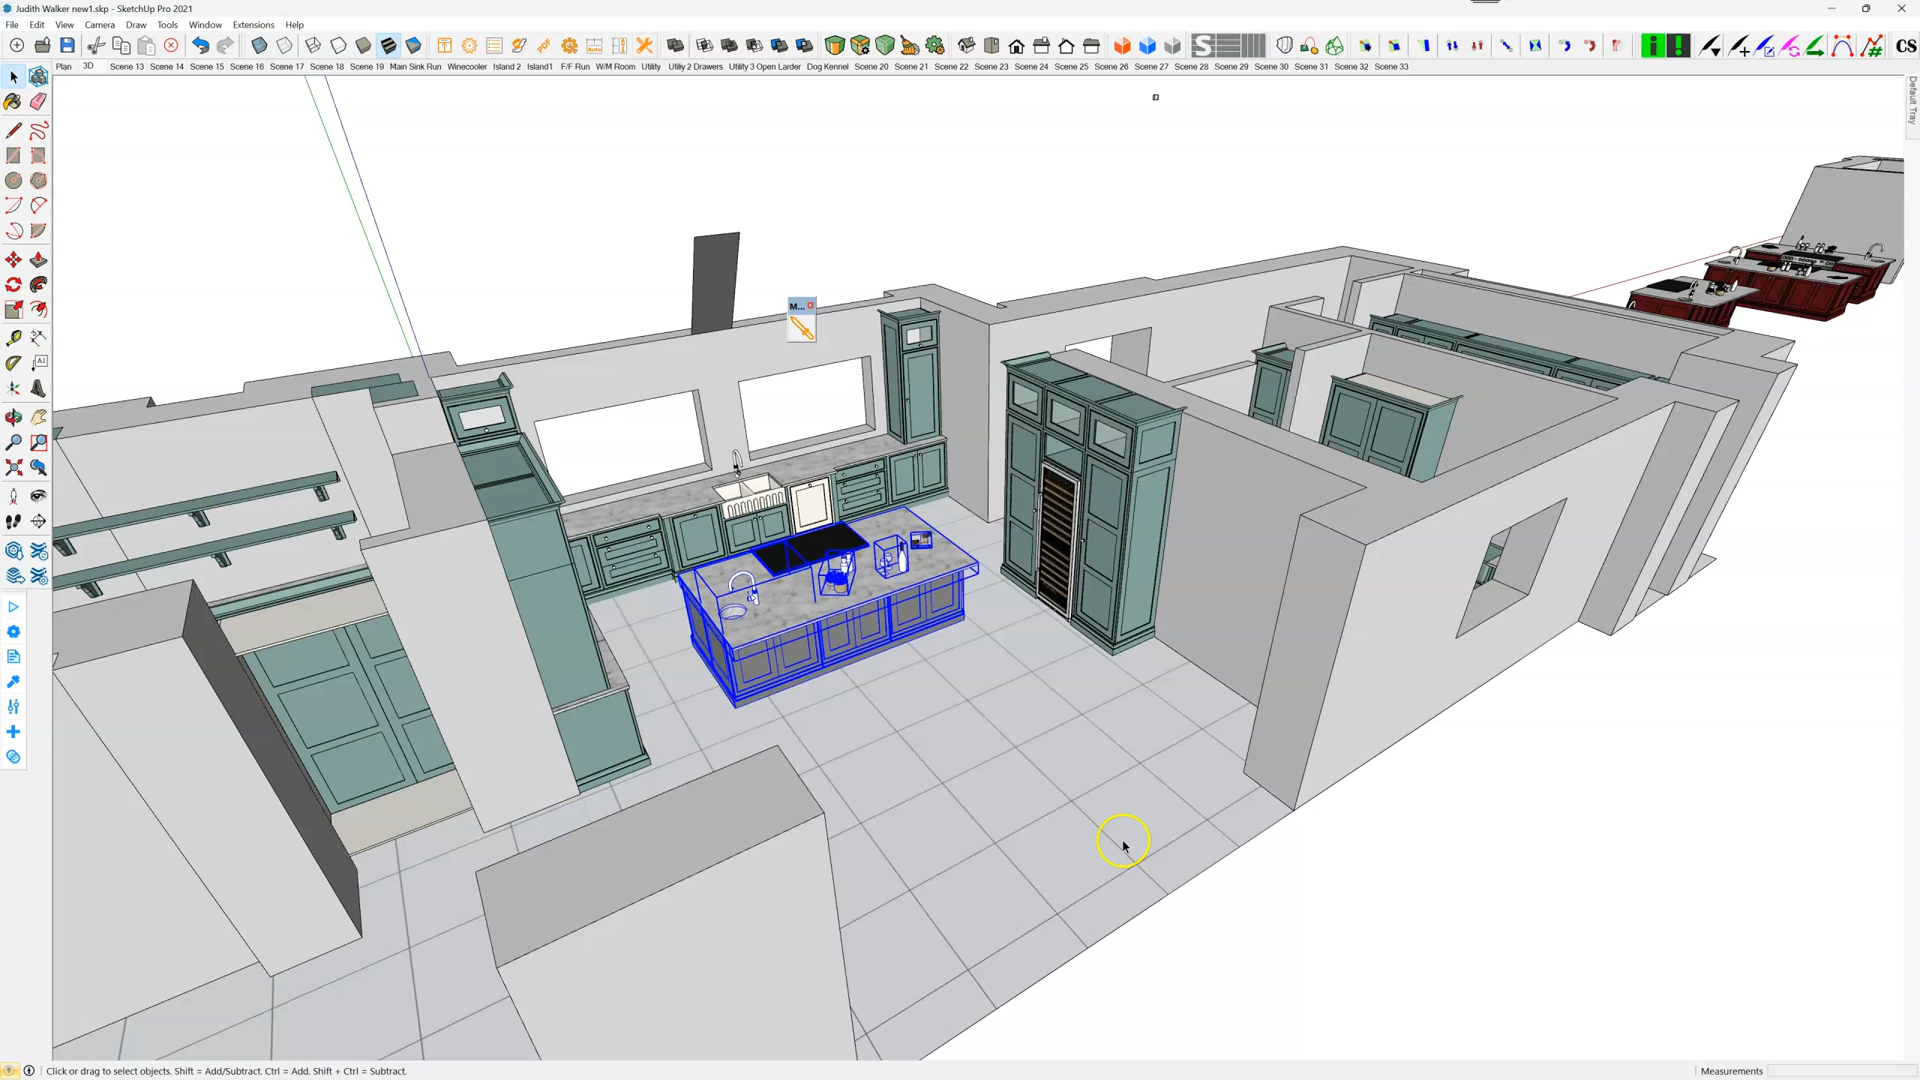 Judith Walker new1.skp - SketchUp Pro 2021
File Edit View Camera Draw Tools Window Extensions Help
PDF Auto S CS
Plan 3D Scene 13 Scene 14 Scene 15 Scene 16 Scene 17 Scene 18 Scene 19 Main Sink Run Winecooler Island 2 Island1 F/F Run W/M Room Utility Utiliy 2 Drawers Utility 3 Open Larder Dog Kennel Scene 20 Scene 21 Scene 22 Scene 23 Scene 24 Scene 25 Scene 26 Scene 27 Scene 28 Scene 29 Scene 30 Scene 31 Scene 32 Scene 33
Default Tray
M...
A1
Click or drag to select objects. Shift = Add/Subtract. Ctrl = Add. Shift + Ctrl = Subtract.
Measurements